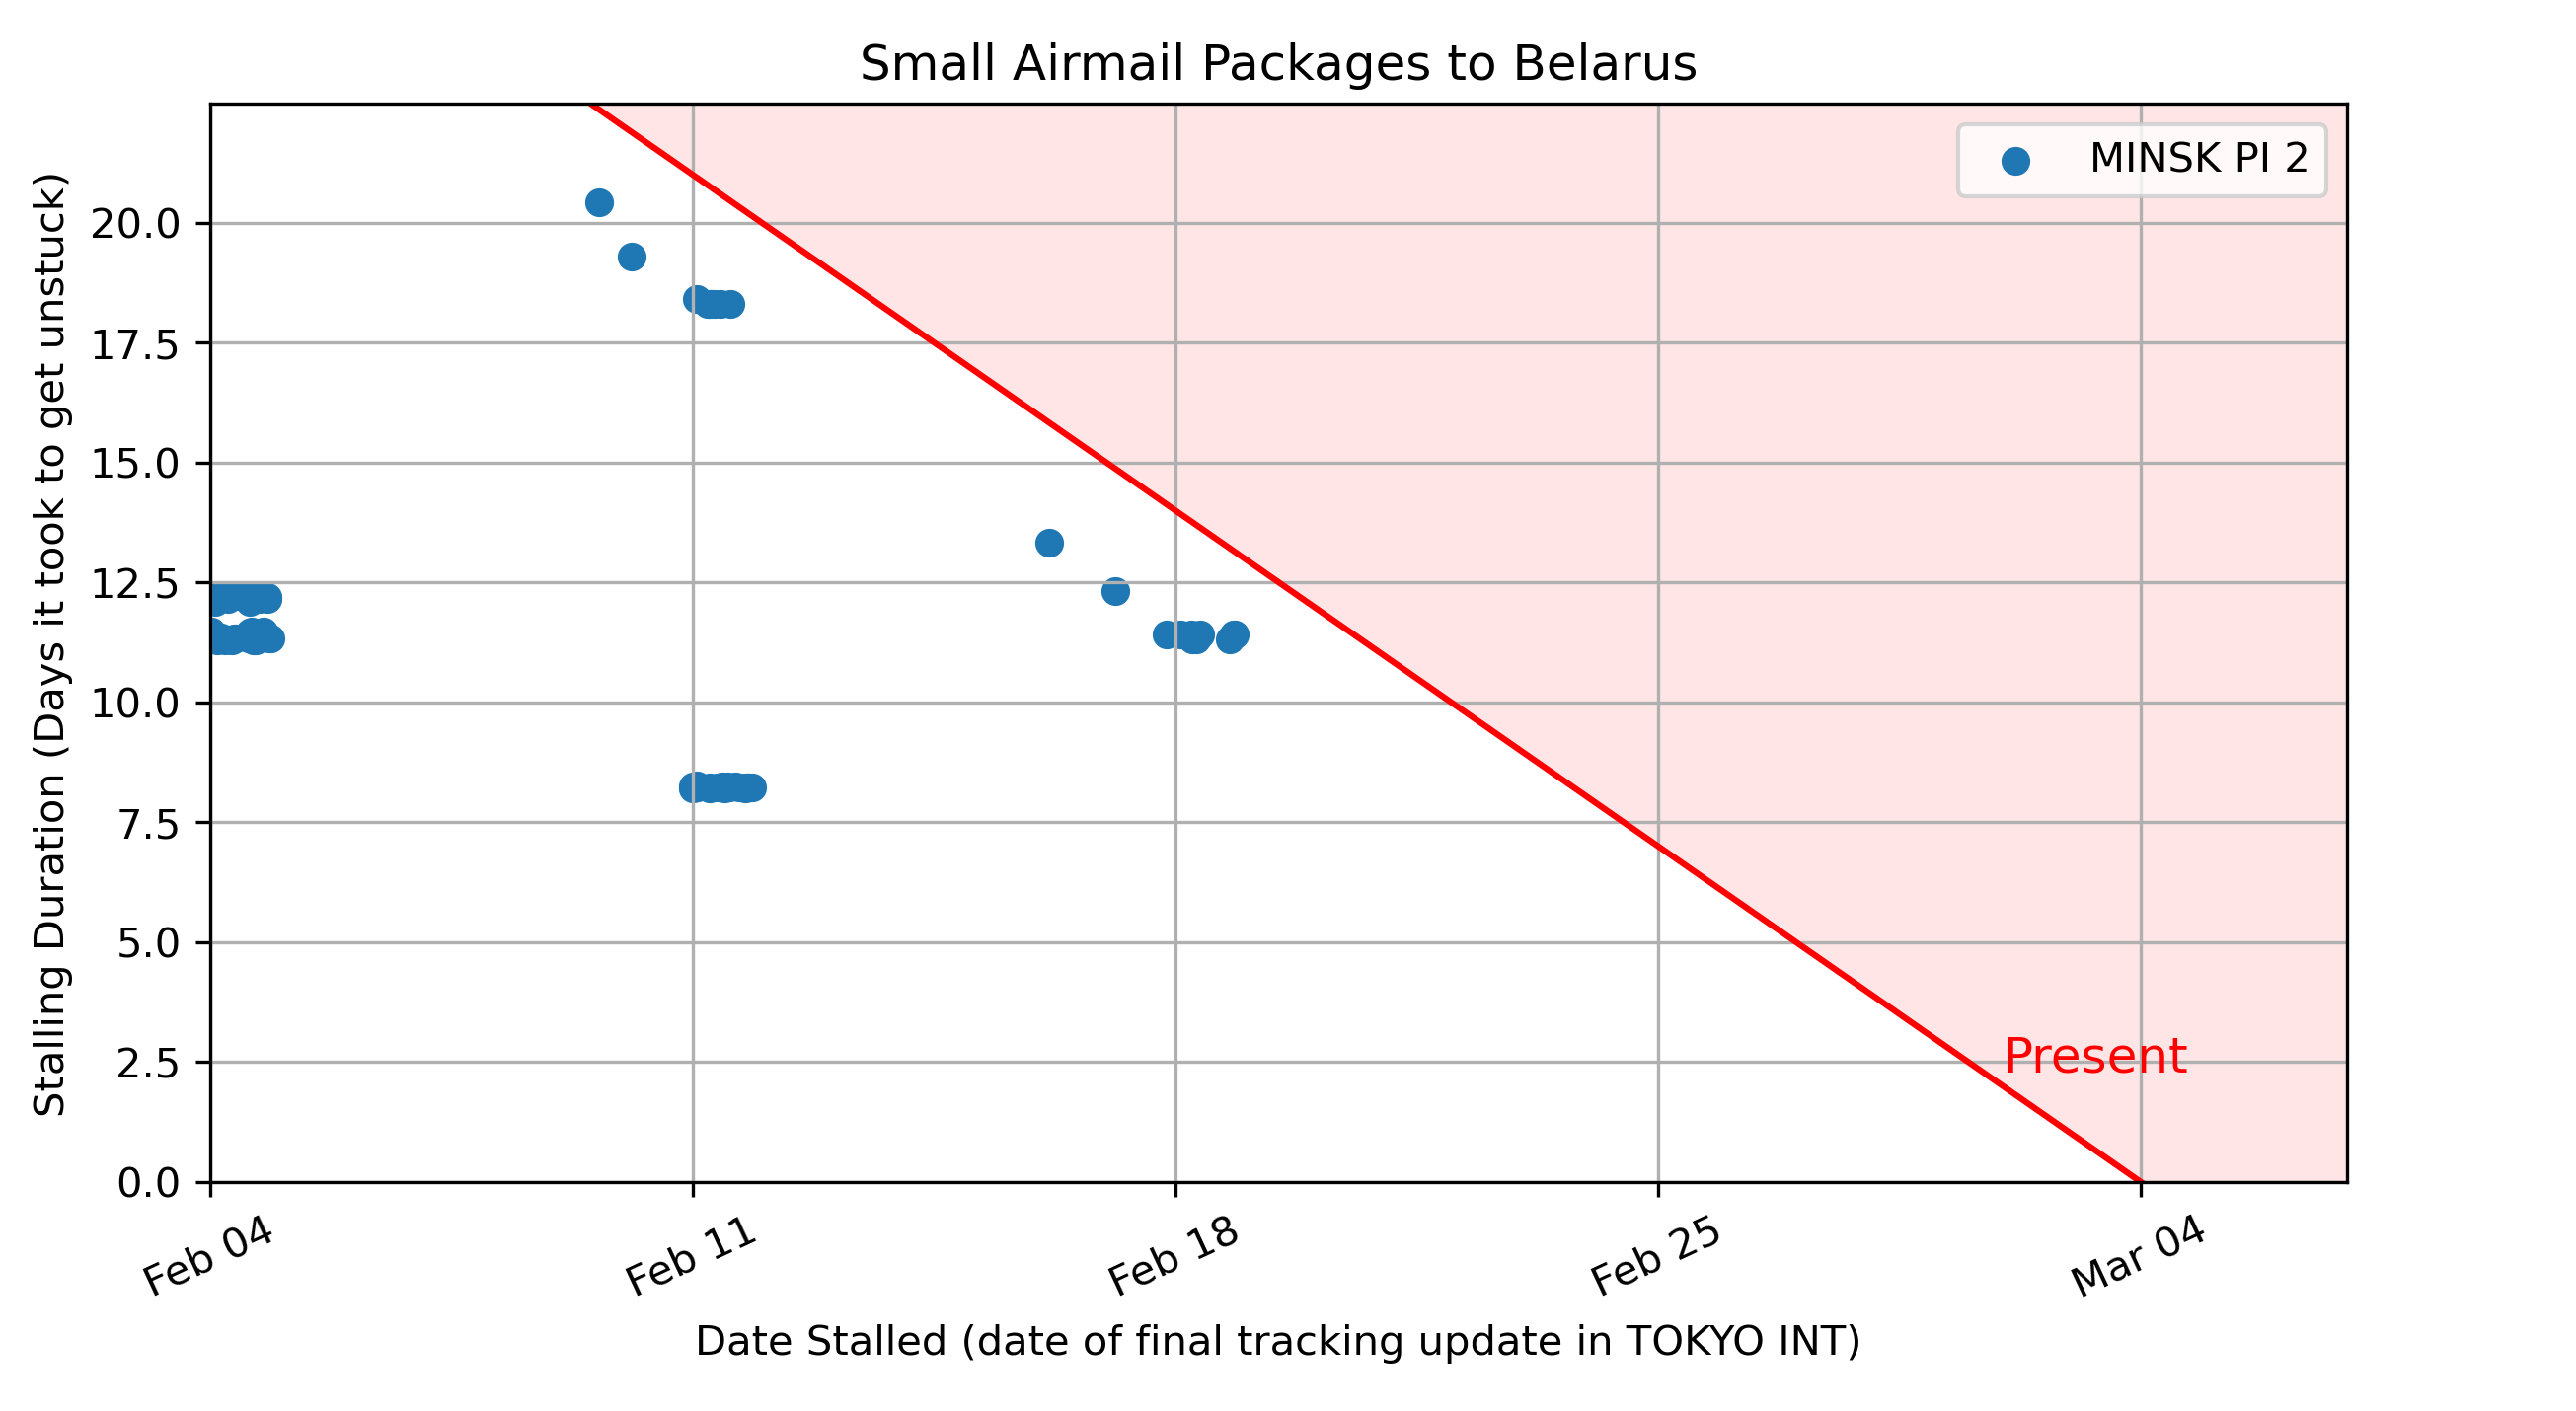 Small Airmail Packages to Belarus
MINSK PI 2
Stalling Duration (Days it took to get unstuck)
20.0
17.5
15.0
12.5
10.0
7.5
5.0
2.5
0.0
Present
Feb 04
Feb 11
Feb 18
Feb 25
Mar 04
Date Stalled (date of final tracking update in TOKYO INT)